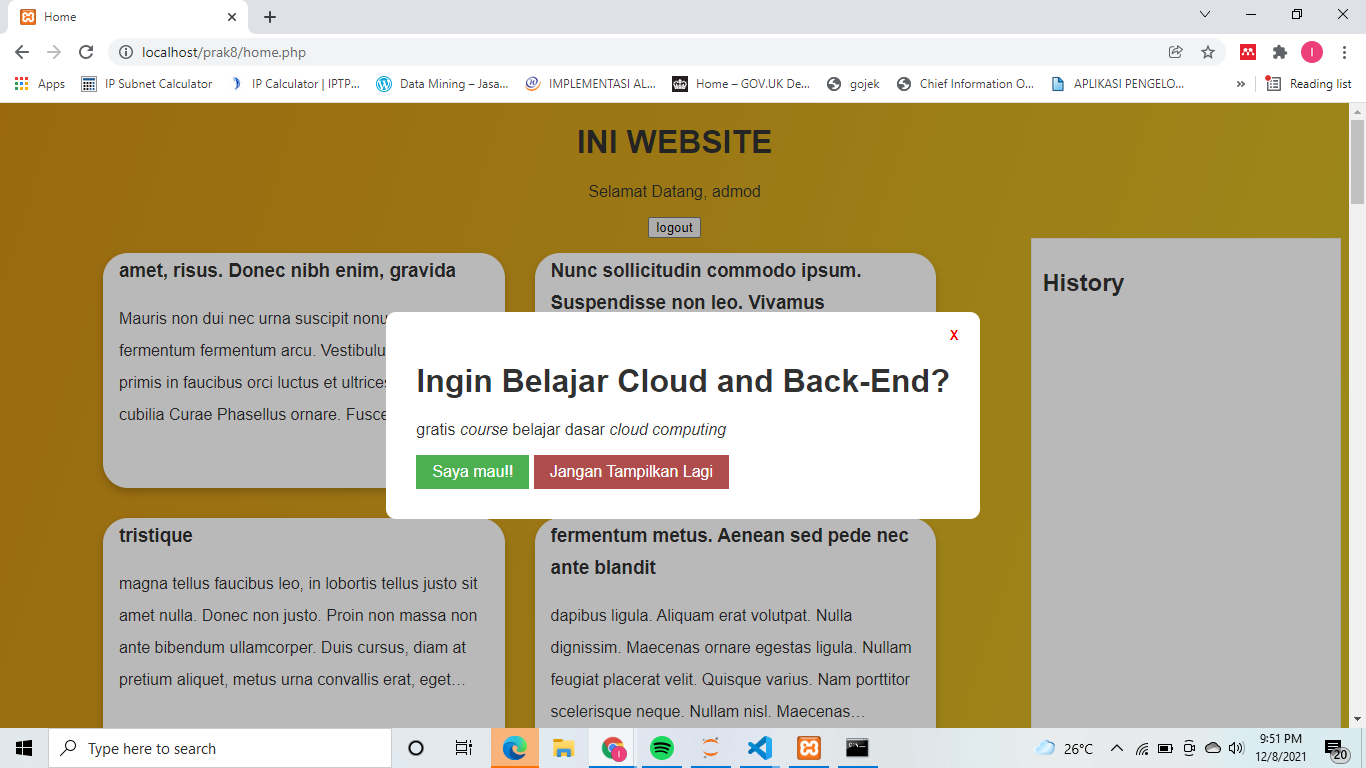 Home
localhost/prak8/home.php
I
Apps
IP Subnet Calculator
IP Calculator | IPTP...
Data Mining – Jasa...
IMPLEMENTASI AL...
Home – GOV.UK De...
gojek
Chief Information O...
APLIKASI PENGELO...
»
Reading list
INI WEBSITE
Selamat Datang, admod
logout
amet, risus. Donec nibh enim, gravida
Mauris non dui nec urna suscipit nonu
fermentum fermentum arcu. Vestibulu
primis in faucibus orci luctus et ultrices
cubilia Curae Phasellus ornare. Fusce
Nunc sollicitudin commodo ipsum.
Suspendisse non leo. Vivamus
History
X
Ingin Belajar Cloud and Back-End?
gratis course belajar dasar cloud computing
Saya mau!!
Jangan Tampilkan Lagi
tristique
magna tellus faucibus leo, in lobortis tellus justo sit
amet nulla. Donec non justo. Proin non massa non
ante bibendum ullamcorper. Duis cursus, diam at
pretium aliquet, metus urna convallis erat, eget...
fermentum metus. Aenean sed pede nec
ante blandit
dapibus ligula. Aliquam erat volutpat. Nulla
dignissim. Maecenas ornare egestas ligula. Nullam
feugiat placerat velit. Quisque varius. Nam porttitor
scelerisque neque. Nullam nisl. Maecenas...
Type here to search
I
26°C
9:51 PM
12/8/2021
20